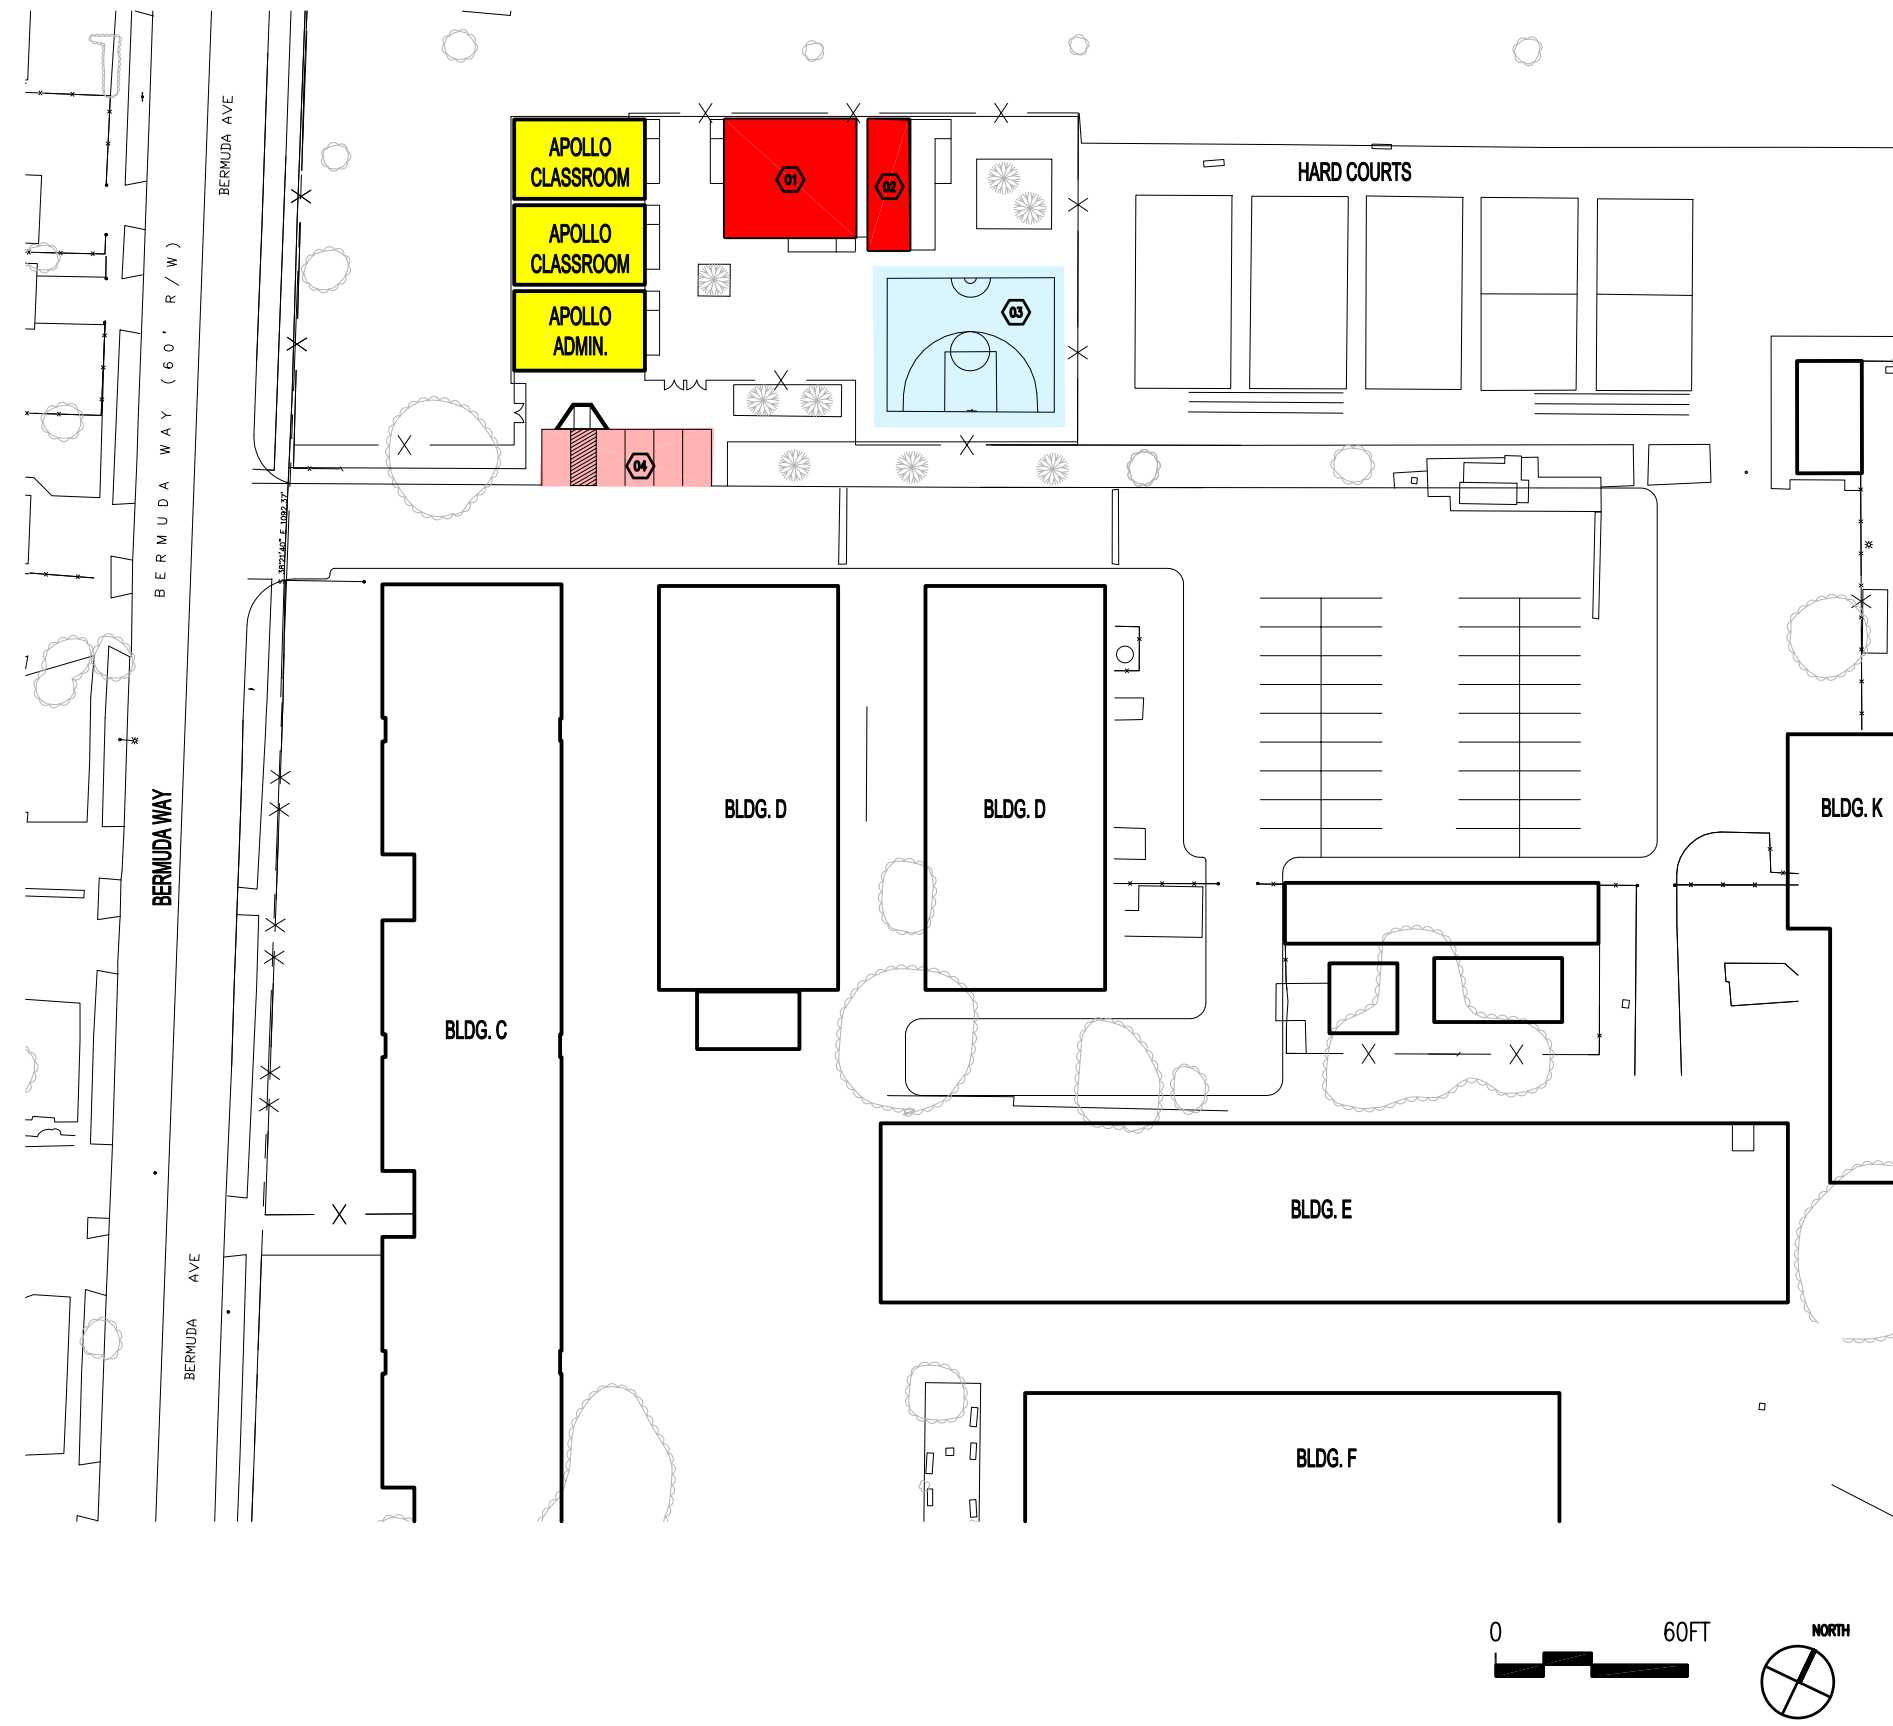 BERMUDA AVE
APOLLO
CLASSROOM
01
02
HARD COURTS
APOLLO
CLASSROOM
BERMUDA WAY (60' R/W)
APOLLO
ADMIN.
03
04
BERMUDA WAY
BLDG. D
BLDG. D
BLDG. K
BLDG. C
BLDG. E
BERMUDA AVE
BLDG. F
0 60FT
NORTH